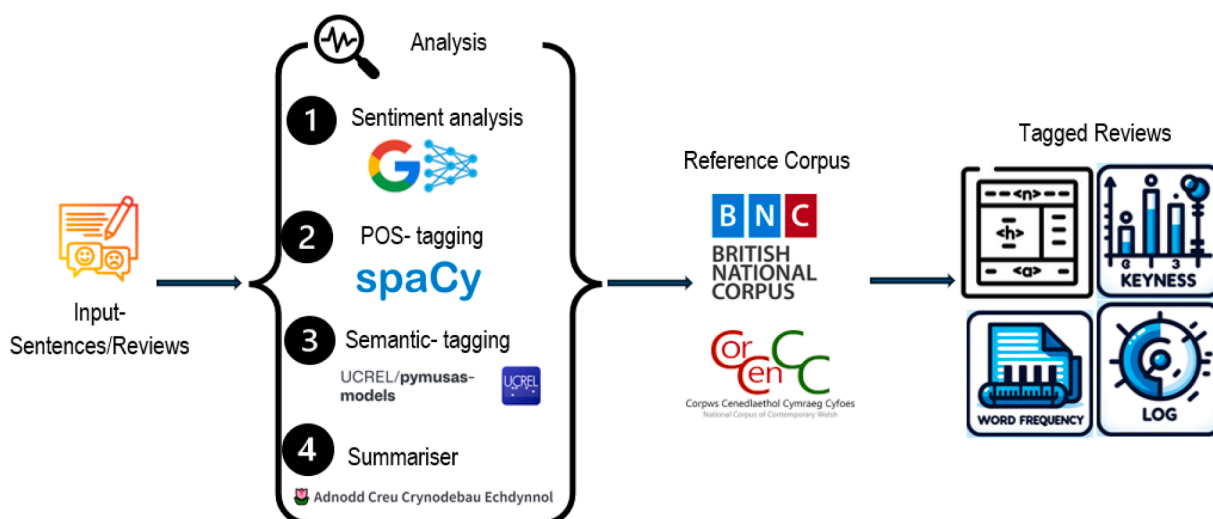 Analysis
1
Sentiment analysis
G
2
POS- tagging
spaCy
3
Semantic- tagging
UCREL/pymusas-
models
UCREL
4
Summariser
Adnodd Creu Crynodebau Echdynnol
Input-
Sentences/Reviews
Reference Corpus
BNC
BRITISH
NATIONAL
CORPUS
CorCenCC
Corpws Cenedlaethol Cymraeg Cyfoes
National Corpus of Contemporary Welsh
Tagged Reviews
<n>
<h>
<a>
KEYNESS
WORD FREQUENCY
LOG